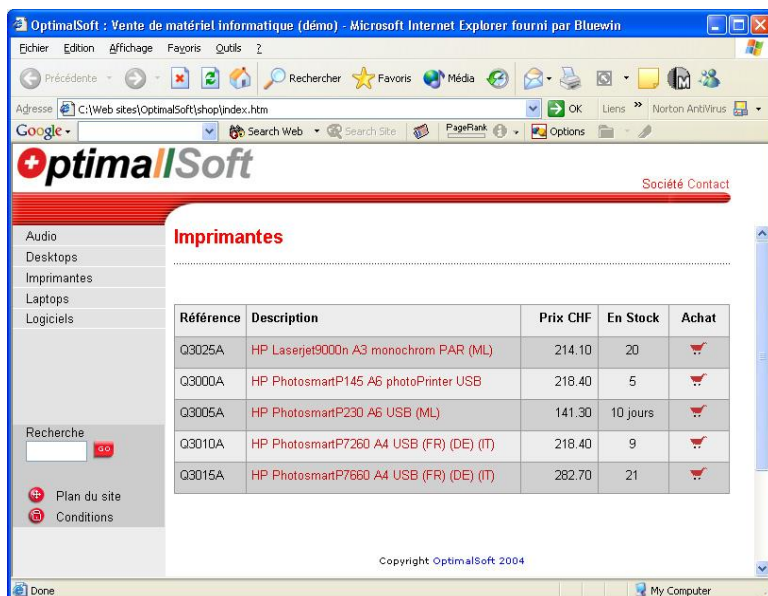 OptimalSoft : Vente de matériel informatique (démo) - Microsoft Internet Explorer fourni par Bluewin
Fichier Edition Affichage Favoris Outils ?
Précédente Rechercher Favoris Média
Adresse C:\Web sites\OptimalSoft\shop\index.htm OK Liens » Norton AntiVirus
Google Search Web Search Site PageRank Options
OptimallSoft
Société Contact
Audio
Desktops
Imprimantes
Laptops
Logiciels
Recherche
GO
Plan du site
Conditions
Imprimantes
Référence Description Prix CHF En Stock Achat
Q3025A HP Laserjet9000n A3 monochrom PAR (ML) 214.10 20
Q3000A HP PhotosmartP145 A6 photoPrinter USB 218.40 5
Q3005A HP PhotosmartP230 A6 USB (ML) 141.30 10 jours
Q3010A HP PhotosmartP7260 A4 USB (FR) (DE) (IT) 218.40 9
Q3015A HP PhotosmartP7660 A4 USB (FR) (DE) (IT) 282.70 21
Copyright OptimalSoft 2004
Done My Computer